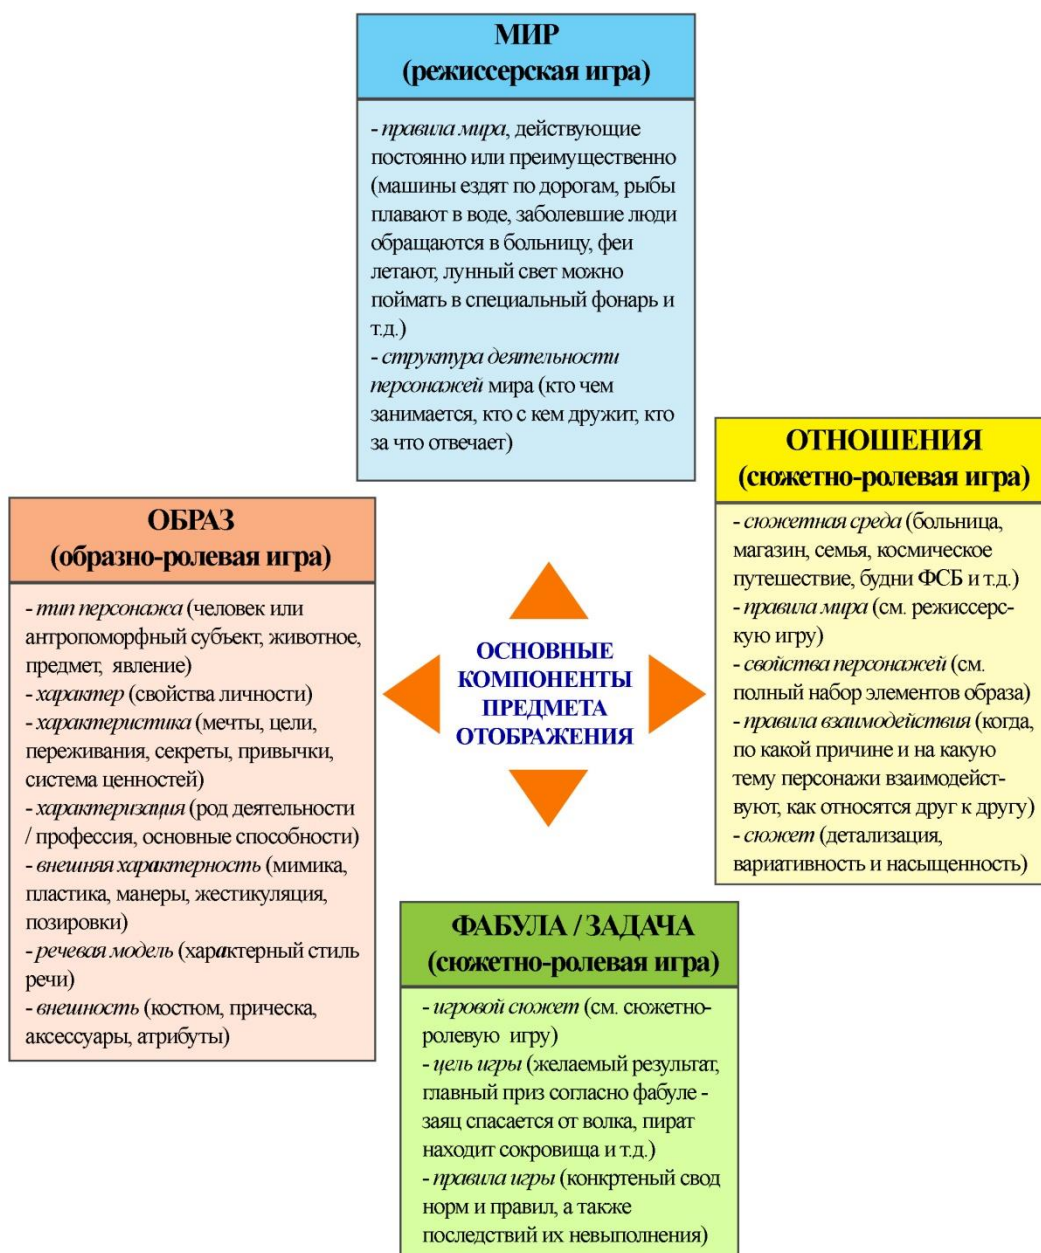 МИР
(режиссерская игра)
- правила мира, действующие
постоянно или преимущественно
(машины ездят по дорогам, рыбы
плавают в воде, заболевшие люди
обращаются в больницу, феи
летают, лунный свет можно
поймать в специальный фонарь и
т.д.)
- структура деятельности
персонажей мира (кто чем
занимается, кто с кем дружит, кто
за что отвечает)
ОТНОШЕНИЯ
(сюжетно-ролевая игра)
- сюжетная среда (больница,
магазин, семья, космическое
путешествие, будни ФСБ и т.д.)
- правила мира (см. режиссерс-
кую игру)
- свойства персонажей (см.
полный набор элементов образа)
- правила взаимодействия (когда,
по какой причине и на какую
тему персонажи взаимодейст-
вуют, как относятся друг к другу)
- сюжет (детализация,
вариативность и насыщенность)
ОБРАЗ
(образно-ролевая игра)
- тип персонажа (человек или
антропоморфный субъект, животное,
предмет, явление)
- характер (свойства личности)
- характеристика (мечты, цели,
переживания, секреты, привычки,
система ценностей)
- характеризация (род деятельности
/ профессия, основные способности)
- внешняя характерность (мимика,
пластика, манеры, жестикуляция,
позировки)
- речевая модель (характерный стиль
речи)
- внешность (костюм, прическа,
аксессуары, атрибуты)
ОСНОВНЫЕ
КОМПОНЕНТЫ
ПРЕДМЕТА
ОТОБРАЖЕНИЯ
ФАБУЛА / ЗАДАЧА
(сюжетно-ролевая игра)
- игровой сюжет (см. сюжетно-
ролевую игру)
- цель игры (желаемый результат,
главный приз согласно фабуле -
заяц спасается от волка, пират
находит сокровища и т.д.)
- правила игры (конкртеный свод
норм и правил, а также
последствий их невыполнения)